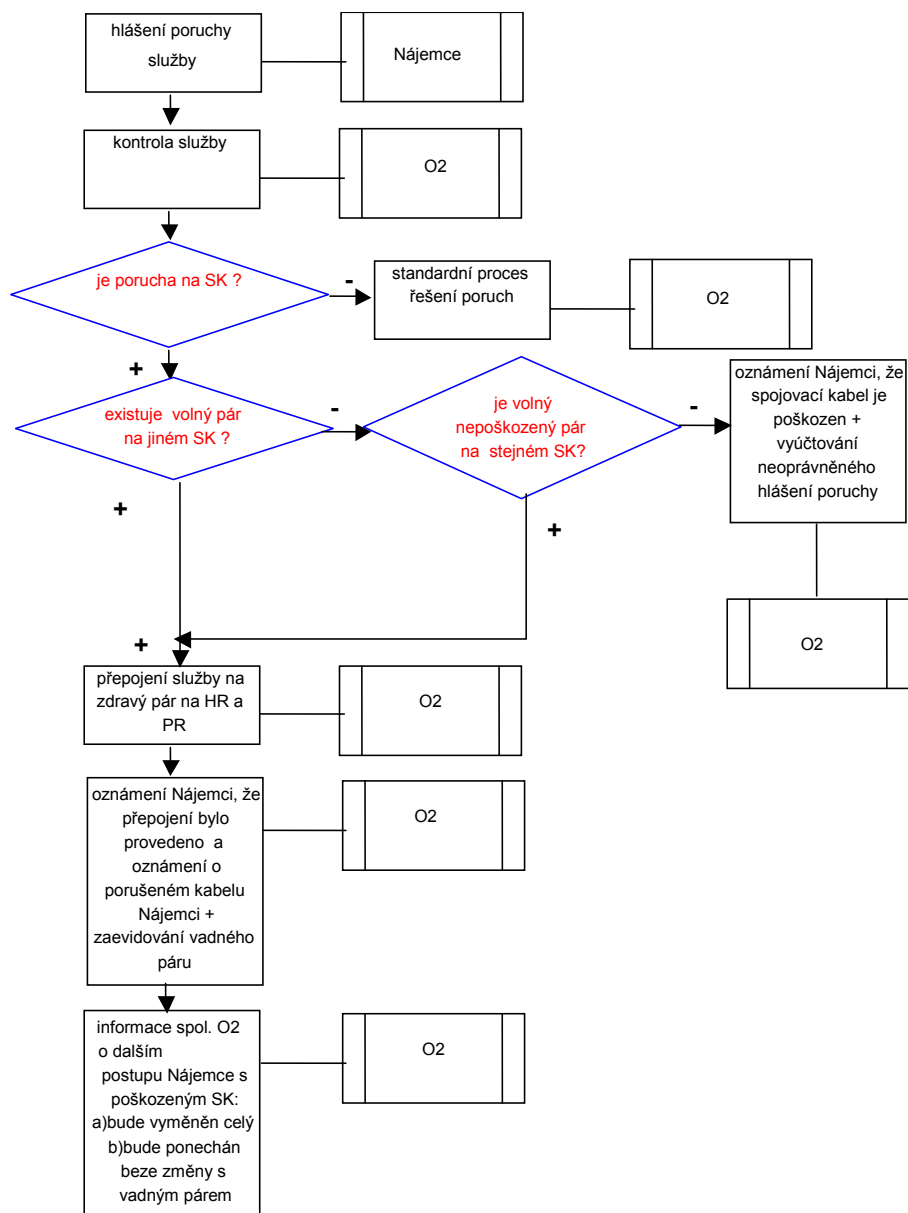 hlášení poruchy
služby
Nájemce
kontrola služby
O2
je porucha na SK ?
-
standardní proces
řešení poruch
O2
+
existuje volný pár
na jiném SK ?
-
je volný
nepoškozený pár
na stejném SK?
-
oznámení Nájemci, že
spojovací kabel je
poškozen +
vyúčtování
neoprávněného
hlášení poruchy
+
+
O2
+
přepojení služby na
zdravý pár na HR a
PR
O2
oznámení Nájemci, že
přepojení bylo
provedeno a
oznámení o
porušeném kabelu
Nájemci +
zaevidování vadného
páru
O2
informace spol. O2
o dalším
postupu Nájemce s
poškozeným SK:
a)bude vyměněn celý
b)bude ponechán
beze změny s
vadným párem
O2